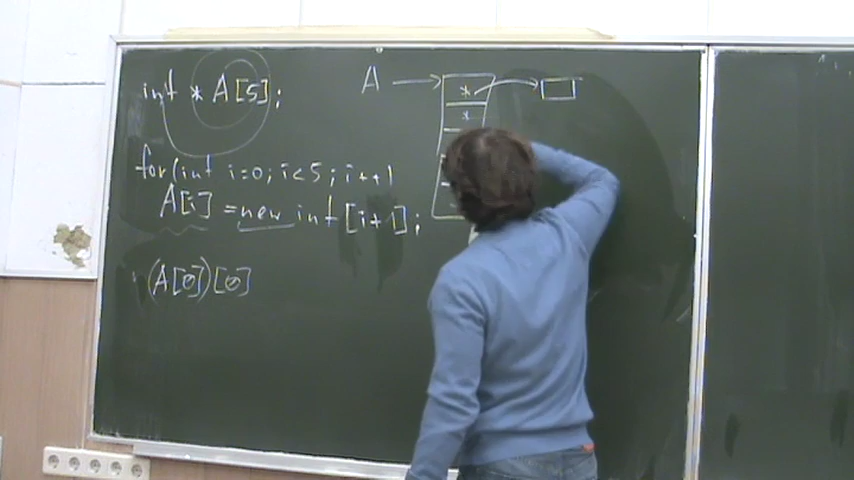 int * A[5];
A
*
*
for(int i=0; i<5; i++)
A[i] = new int[i+1];
(A[0])[0]